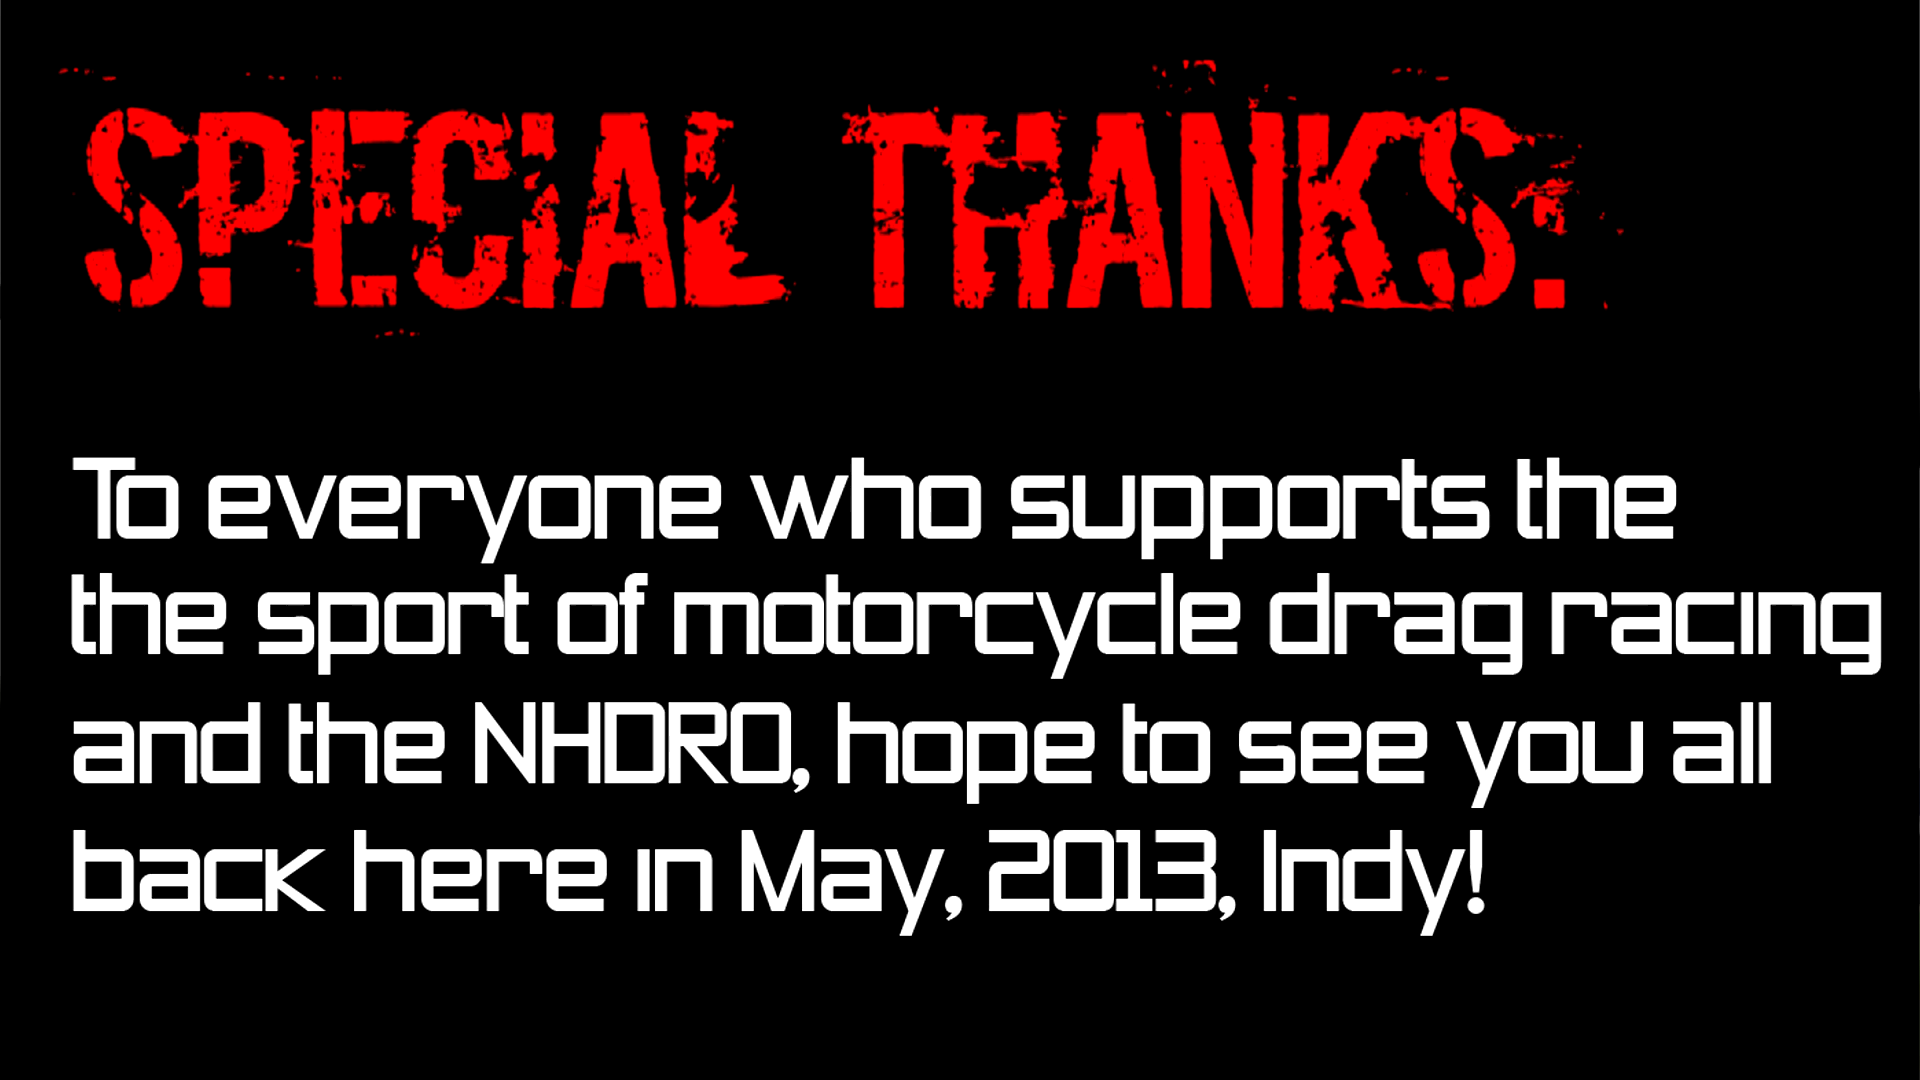 SPECIAL THANKS:
To everyone who supports the
the sport of motorcycle drag racing
and the NHDRO, hope to see you all
back here in May, 2013, Indy!